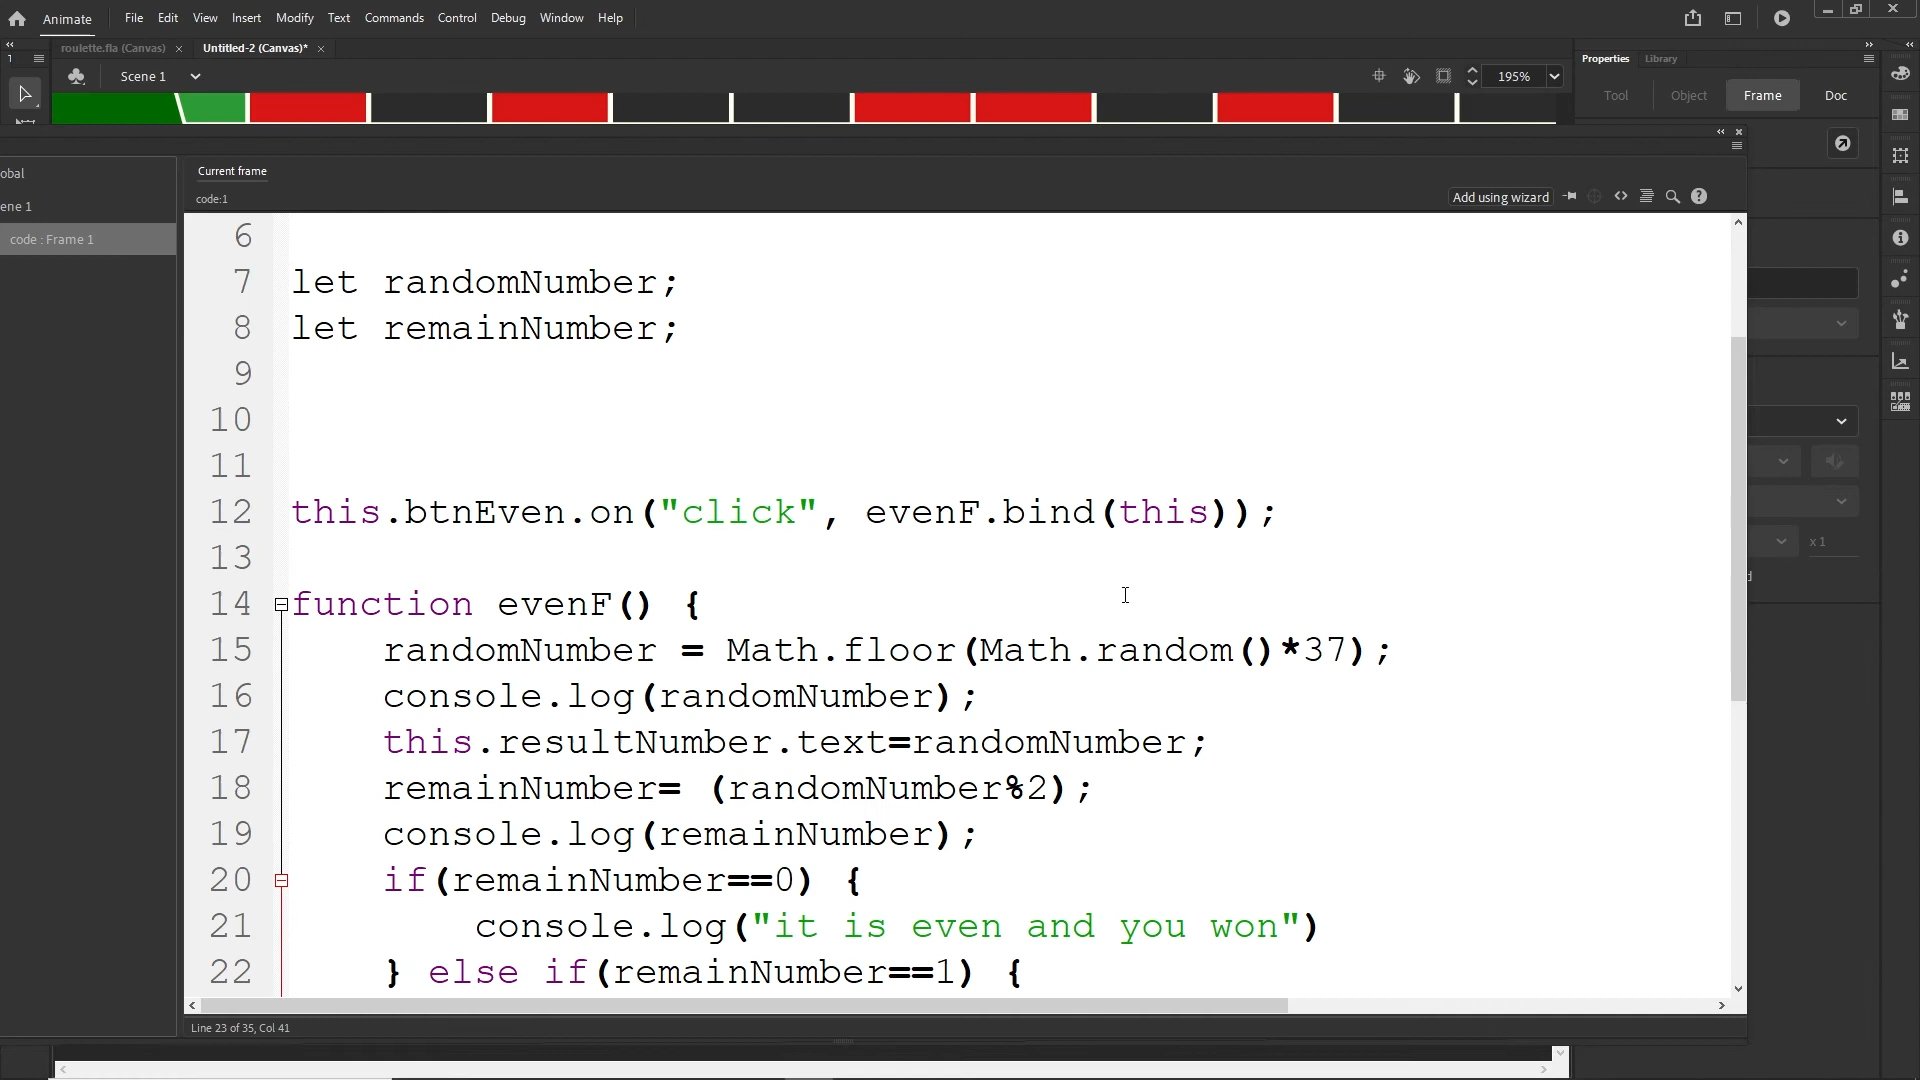 Animate File Edit View Insert Modify Text Commands Control Debug Window Help
roulette.fla (Canvas) × Untitled-2 (Canvas)* ×
1
Scene 1
195%
Properties Library
Tool Object Frame Doc
obal
ene 1
code : Frame 1
Current frame
code:1
Add using wizard
6
7 let randomNumber;
8 let remainNumber;
9
10
11
12 this.btnEven.on("click", evenF.bind(this));
13
14 function evenF() {
15 randomNumber = Math.floor(Math.random()*37);
16 console.log(randomNumber);
17 this.resultNumber.text=randomNumber;
18 remainNumber= (randomNumber%2);
19 console.log(remainNumber);
20 if(remainNumber==0) {
21 console.log("it is even and you won")
22 } else if(remainNumber==1) {
x 1
d
Line 23 of 35, Col 41